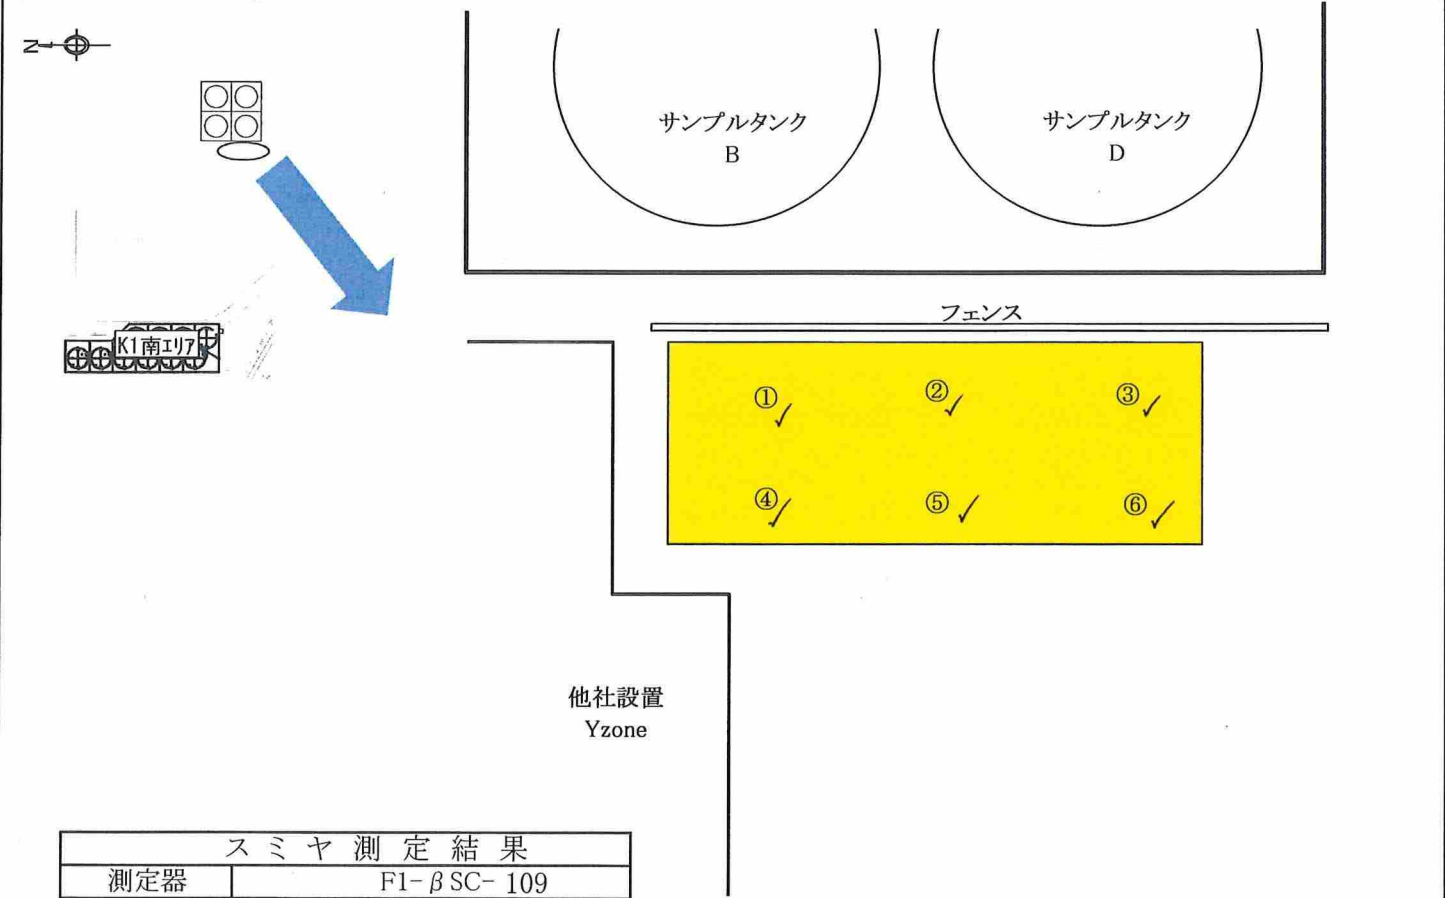 N
サンプルタンク
B
サンプルタンク
D
フェンス
K1南エリア
① ② ③
④ ⑤ ⑥
他社設置
Yzone
スミヤ測定結果
測定器 F1-βSC-109